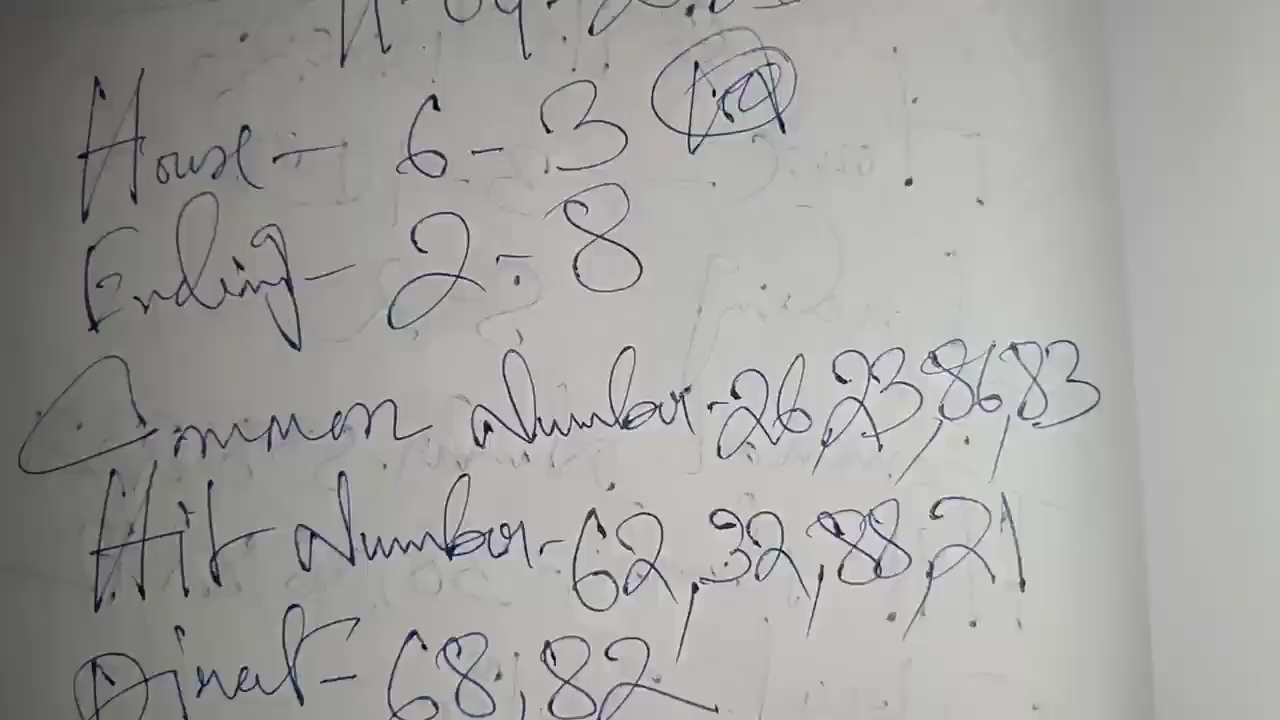 House - 6 - 3
Ending - 2 - 8
Common Number - 26, 23, 86, 83
Hit Number - 62, 32, 88, 21
Dirat - 68, 82